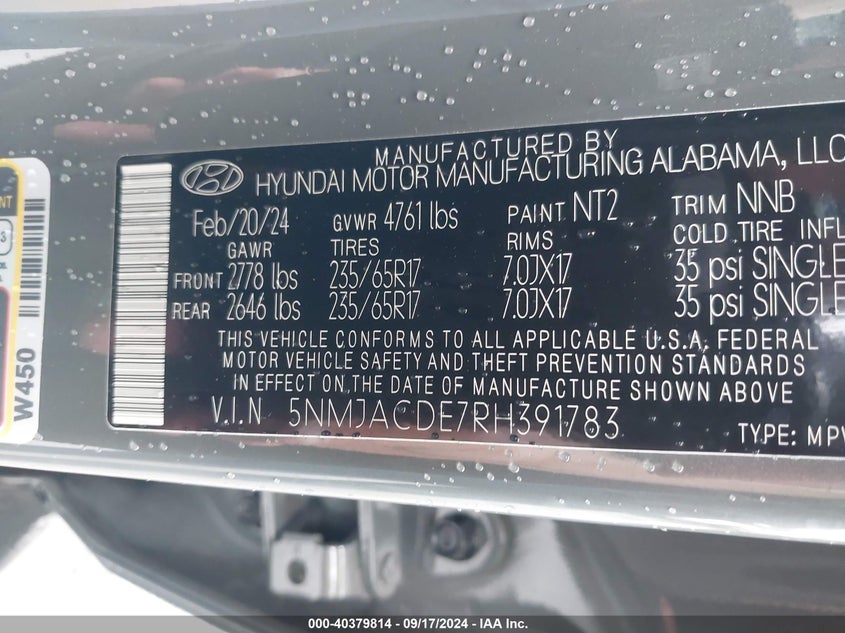 MANUFACTURED BY
HYUNDAI MOTOR MANUFACTURING ALABAMA, LLC
Feb/20/24 GVWR 4761 lbs PAINT NT2 TRIM NNB
GAWR TIRES RIMS COLD TIRE INFL
FRONT 2778 lbs 235/65R17 7.0JX17 35 psi SINGLE
REAR 2646 lbs 235/65R17 7.0JX17 35 psi SINGLE
THIS VEHICLE CONFORMS TO ALL APPLICABLE U.S.A. FEDERAL
MOTOR VEHICLE SAFETY AND THEFT PREVENTION STANDARDS
IN EFFECT ON THE DATE OF MANUFACTURE SHOWN ABOVE
V.I.N 5NMJACDE7RH391783
TYPE: MPV
W450
NT
3
000-40379814 - 09/17/2024 - IAA Inc.